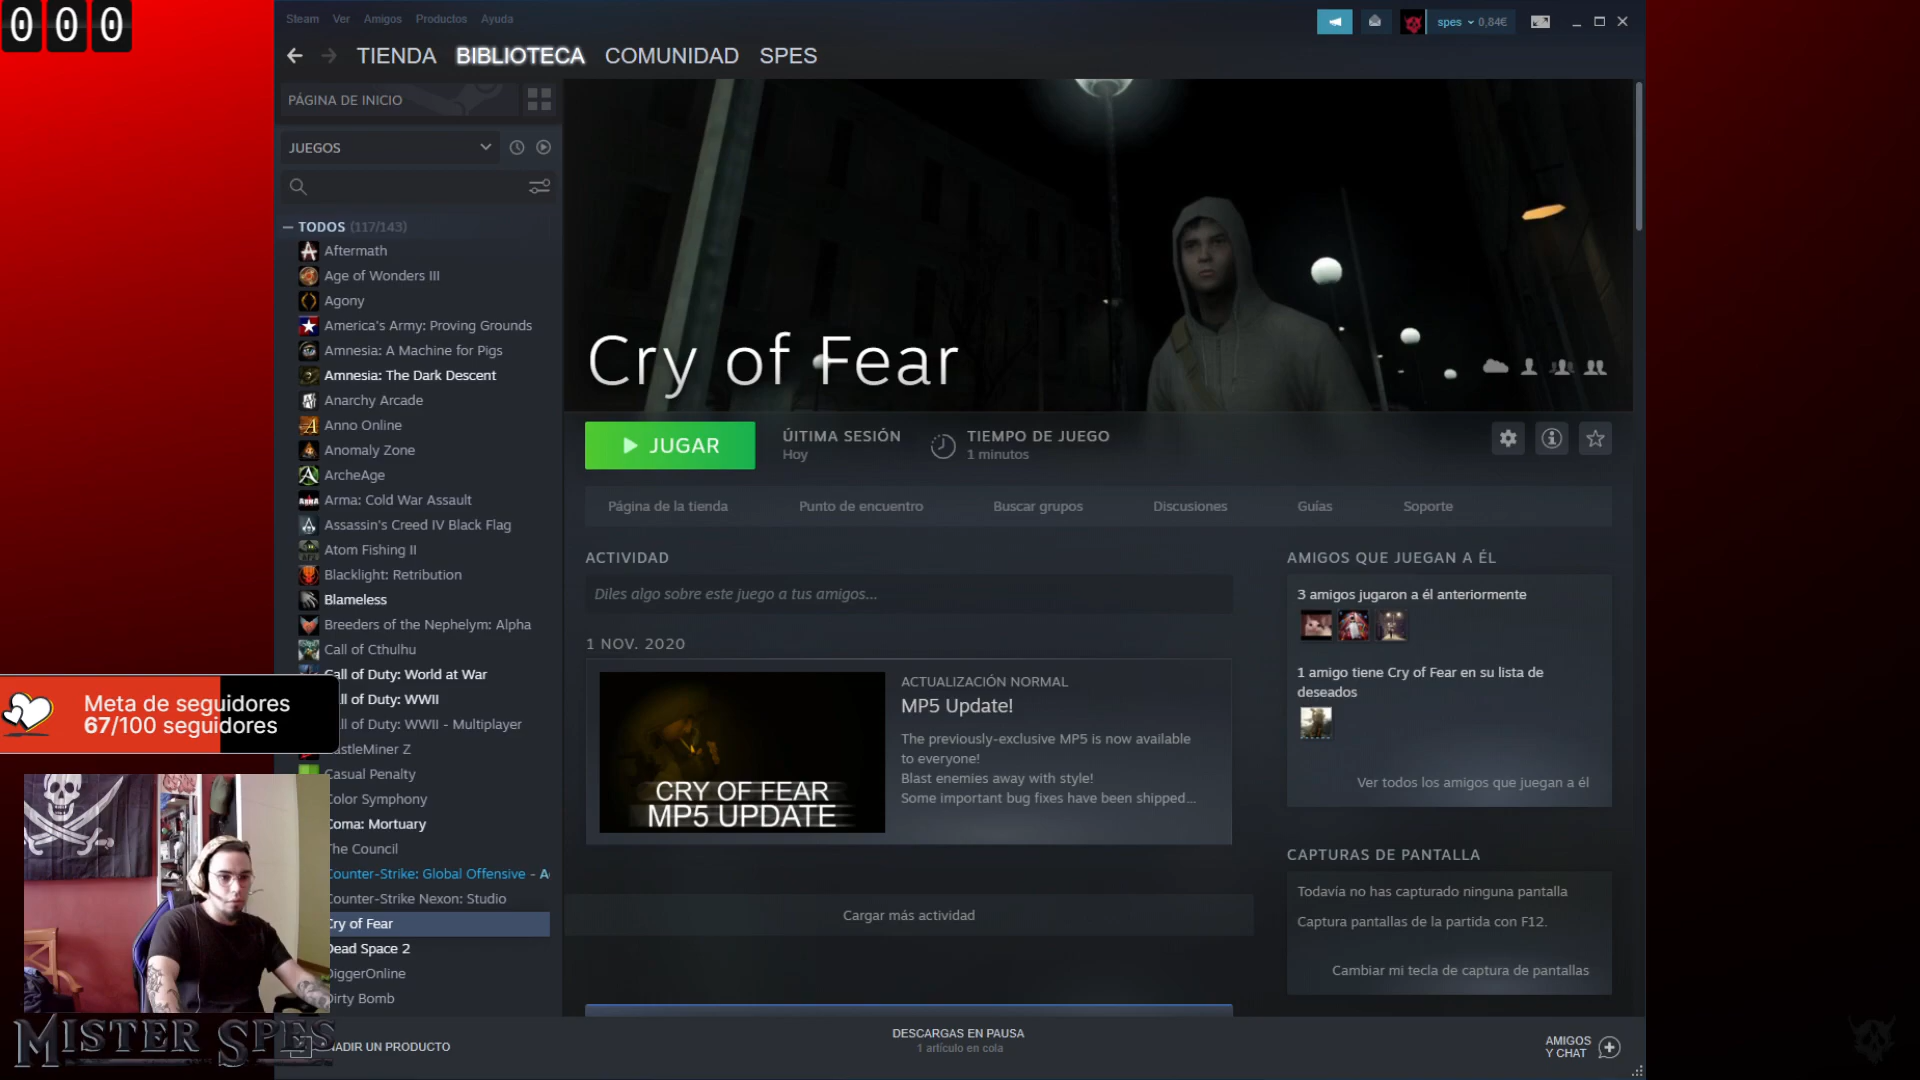 000
Steam Ver Amigos Productos Ayuda
spes 0,84€
TIENDA BIBLIOTECA COMUNIDAD SPES
PÁGINA DE INICIO
JUEGOS
TODOS (117/143)
Aftermath
Age of Wonders III
Agony
America's Army: Proving Grounds
Amnesia: A Machine for Pigs
Amnesia: The Dark Descent
Anarchy Arcade
Anno Online
Anomaly Zone
ArcheAge
Arma: Cold War Assault
Assassin's Creed IV Black Flag
Atom Fishing II
Blacklight: Retribution
Blameless
Breeders of the Nephelym: Alpha
Call of Cthulhu
Call of Duty: World at War
all of Duty: WWII
all of Duty: WWII - Multiplayer
astleMiner Z
Casual Penalty
Color Symphony
Coma: Mortuary
The Council
Counter-Strike: Global Offensive - A
Counter-Strike Nexon: Studio
Cry of Fear
Dead Space 2
DiggerOnline
Dirty Bomb
Meta de seguidores
67/100 seguidores
MISTER SPES
ADIR UN PRODUCTO
Cry of Fear
JUGAR
ÚLTIMA SESIÓN
Hoy
TIEMPO DE JUEGO
1 minutos
Página de la tienda Punto de encuentro Buscar grupos Discusiones Guías Soporte
ACTIVIDAD
Diles algo sobre este juego a tus amigos...
1 NOV. 2020
CRY OF FEAR
MP5 UPDATE
ACTUALIZACIÓN NORMAL
MP5 Update!
The previously-exclusive MP5 is now available
to everyone!
Blast enemies away with style!
Some important bug fixes have been shipped...
Cargar más actividad
AMIGOS QUE JUEGAN A ÉL
3 amigos jugaron a él anteriormente
1 amigo tiene Cry of Fear en su lista de
deseados
Ver todos los amigos que juegan a él
CAPTURAS DE PANTALLA
Todavía no has capturado ninguna pantalla
Captura pantallas de la partida con F12.
Cambiar mi tecla de captura de pantallas
DESCARGAS EN PAUSA
1 artículo en cola
AMIGOS
Y CHAT